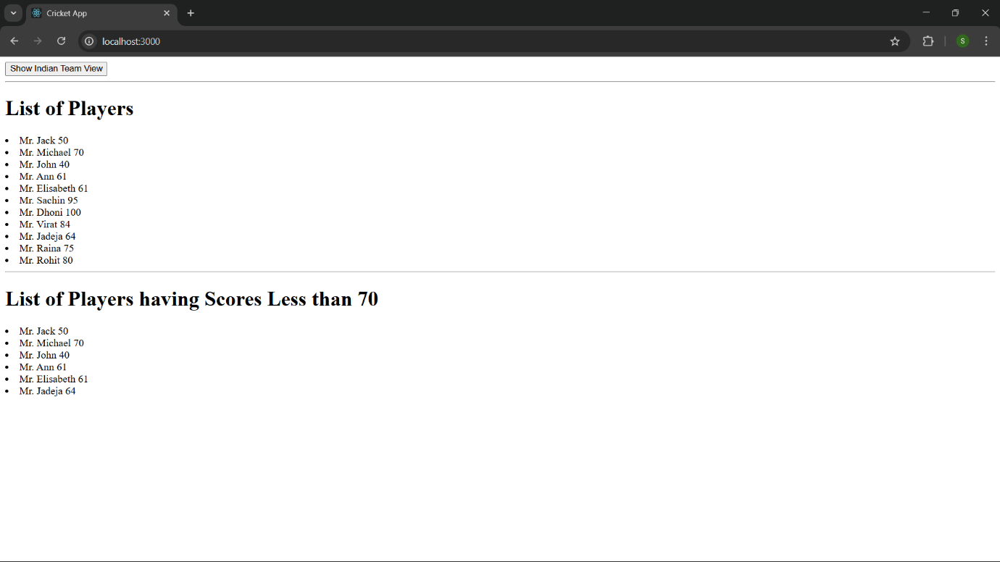 Cricket App
localhost:3000
S
Show Indian Team View
List of Players
Mr. Jack 50
Mr. Michael 70
Mr. John 40
Mr. Ann 61
Mr. Elisabeth 61
Mr. Sachin 95
Mr. Dhoni 100
Mr. Virat 84
Mr. Jadeja 64
Mr. Raina 75
Mr. Rohit 80
List of Players having Scores Less than 70
Mr. Jack 50
Mr. Michael 70
Mr. John 40
Mr. Ann 61
Mr. Elisabeth 61
Mr. Jadeja 64